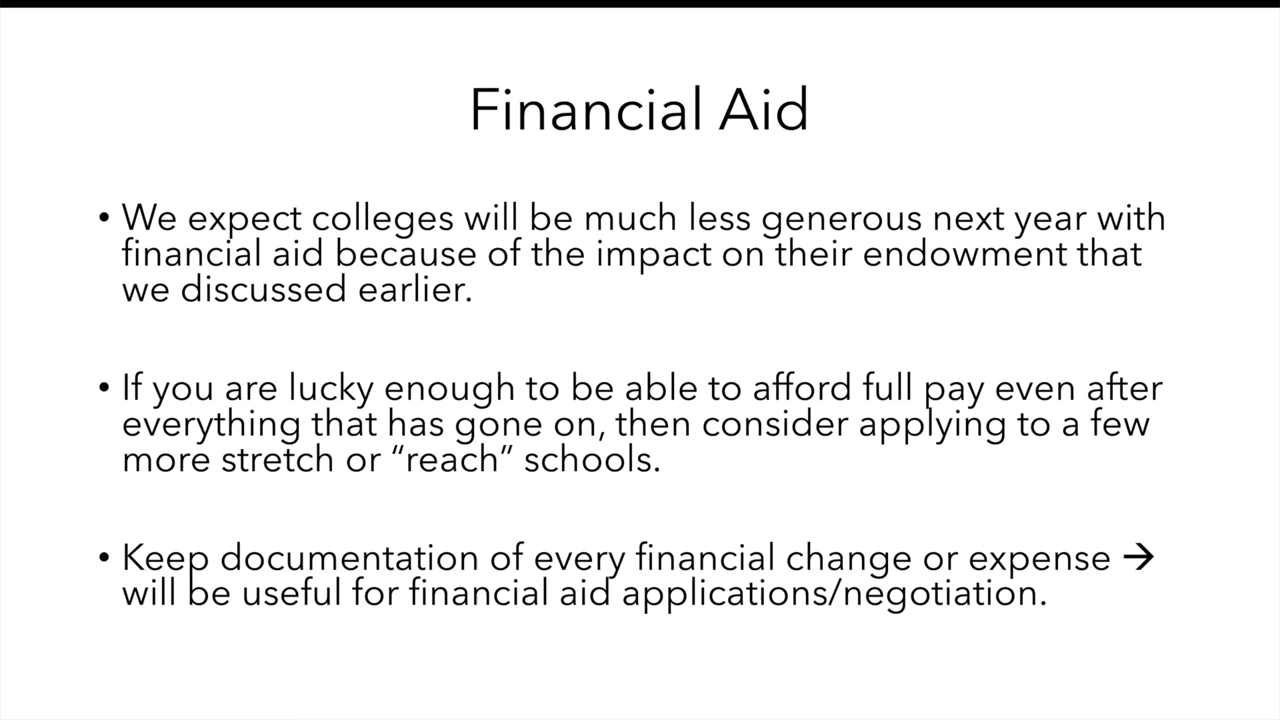 Financial Aid
• We expect colleges will be much less generous next year with
financial aid because of the impact on their endowment that
we discussed earlier.
• If you are lucky enough to be able to afford full pay even after
everything that has gone on, then consider applying to a few
more stretch or “reach” schools.
• Keep documentation of every financial change or expense →
will be useful for financial aid applications/negotiation.